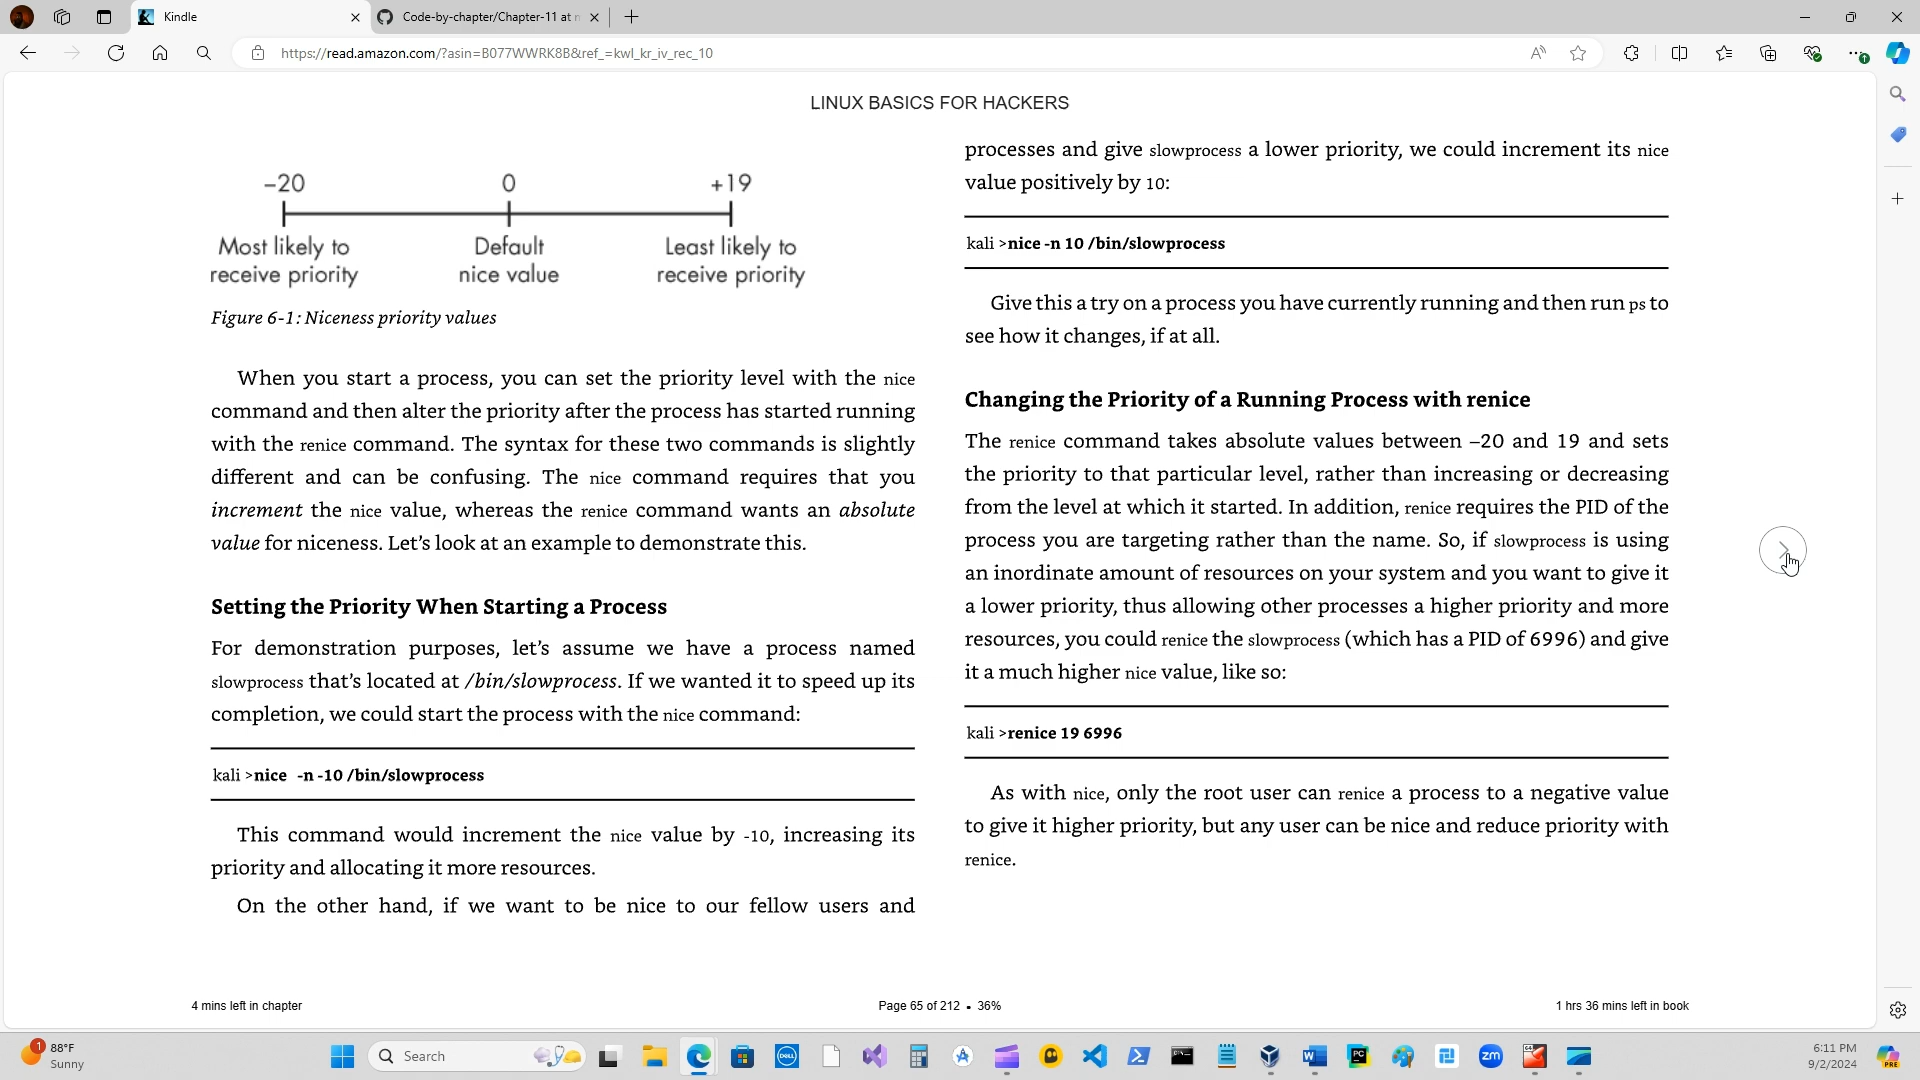 Kindle
Code-by-chapter/Chapter-11 at n
https://read.amazon.com/?asin=B077WWRK8B&ref_=kwl_kr_iv_rec_10
LINUX BASICS FOR HACKERS
–20 0 +19
Most likely to Default Least likely to
receive priority nice value receive priority
Figure 6-1: Niceness priority values
When you start a process, you can set the priority level with the nice
command and then alter the priority after the process has started running
with the renice command. The syntax for these two commands is slightly
different and can be confusing. The nice command requires that you
increment the nice value, whereas the renice command wants an absolute
value for niceness. Let’s look at an example to demonstrate this.
Setting the Priority When Starting a Process
For demonstration purposes, let’s assume we have a process named
slowprocess that’s located at /bin/slowprocess. If we wanted it to speed up its
completion, we could start the process with the nice command:
kali >nice -n -10 /bin/slowprocess
This command would increment the nice value by -10, increasing its
priority and allocating it more resources.
On the other hand, if we want to be nice to our fellow users and
processes and give slowprocess a lower priority, we could increment its nice
value positively by 10:
kali >nice -n 10 /bin/slowprocess
Give this a try on a process you have currently running and then run ps to
see how it changes, if at all.
Changing the Priority of a Running Process with renice
The renice command takes absolute values between –20 and 19 and sets
the priority to that particular level, rather than increasing or decreasing
from the level at which it started. In addition, renice requires the PID of the
process you are targeting rather than the name. So, if slowprocess is using
an inordinate amount of resources on your system and you want to give it
a lower priority, thus allowing other processes a higher priority and more
resources, you could renice the slowprocess (which has a PID of 6996) and give
it a much higher nice value, like so:
kali >renice 19 6996
As with nice, only the root user can renice a process to a negative value
to give it higher priority, but any user can be nice and reduce priority with
renice.
4 mins left in chapter
Page 65 of 212 • 36%
1 hrs 36 mins left in book
1
88°F
Sunny
Search
DELL
PC
zm
6:11 PM
9/2/2024
PRE